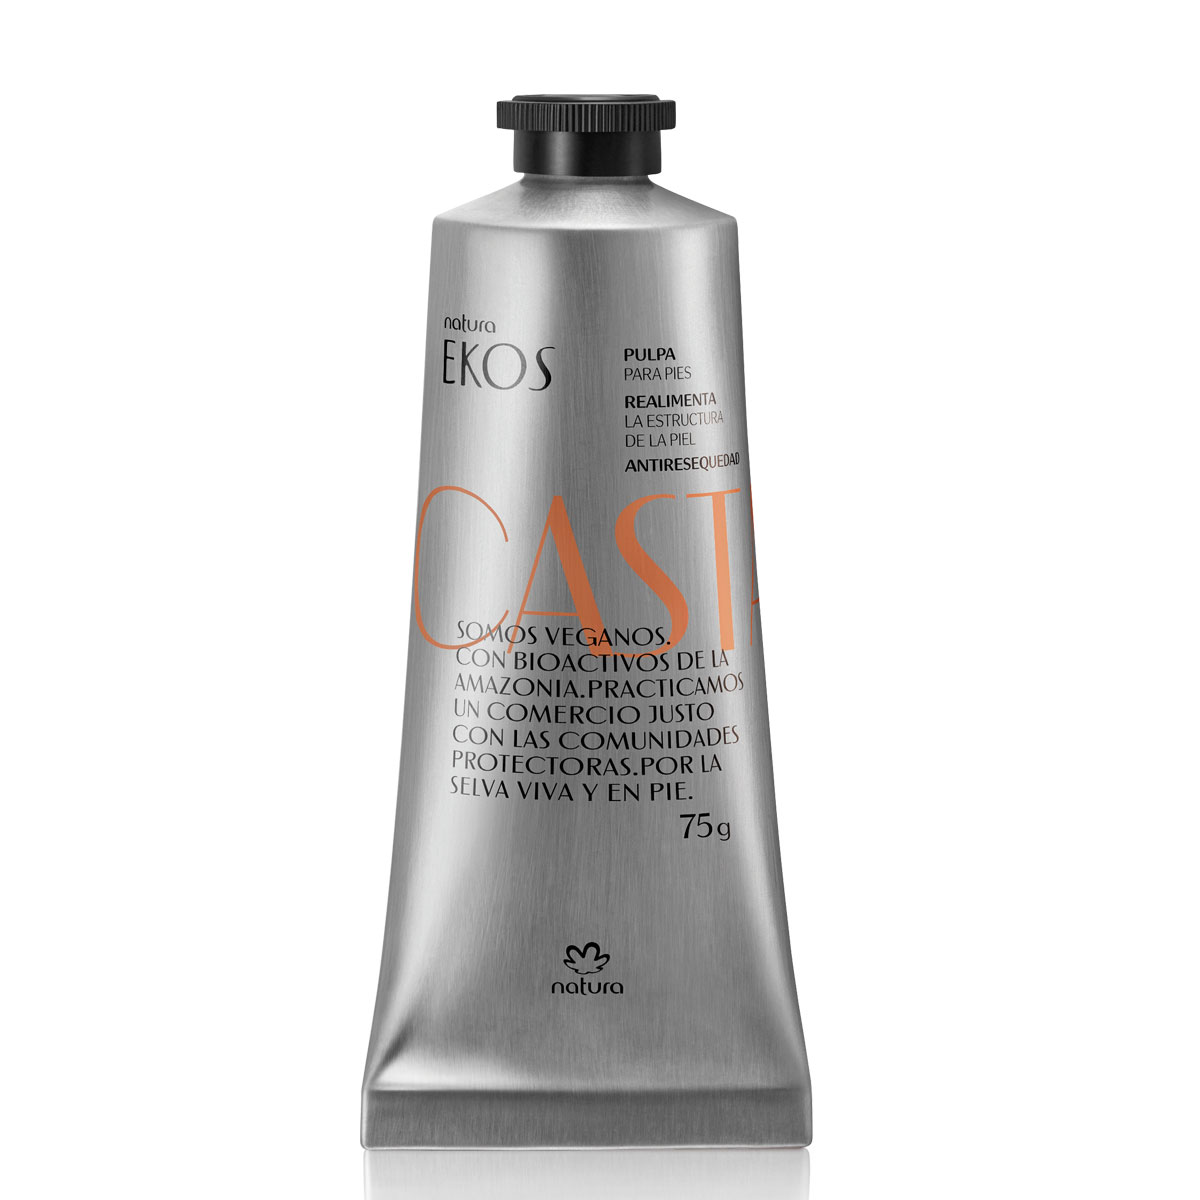 natura
EKOS
PULPA
PARA PIES
REALIMENTA
LA ESTRUCTURA
DE LA PIEL
ANTIRESEQUEDAD
CAST
SOMOS VEGANOS.
CON BIOACTIVOS DE LA
AMAZONIA.PRACTICAMOS
UN COMERCIO JUSTO
CON LAS COMUNIDADES
PROTECTORAS.POR LA
SELVA VIVA Y EN PIE.
75g
natura